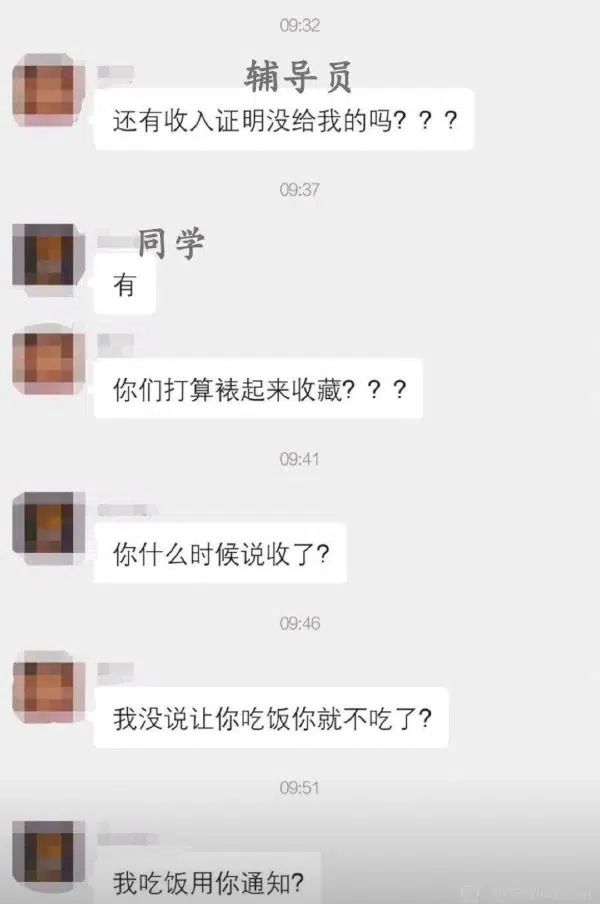 09:32
辅导员
还有收入证明没给我的吗？？？
09:37
同学
有
你们打算裱起来收藏？？？
09:41
你什么时候说收了？
09:46
我没说让你吃饭你就不吃了？
09:51
我吃饭用你通知？